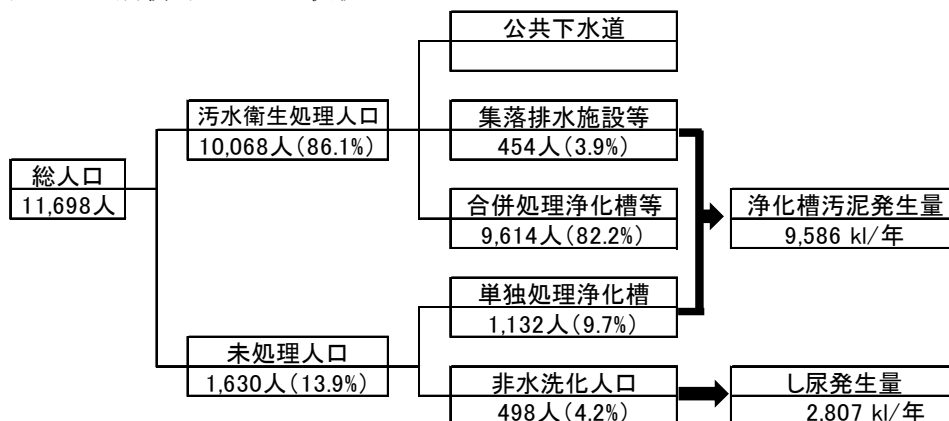 総人口
11,698人
汚水衛生処理人口
10,068人(86.1%)
未処理人口
1,630人(13.9%)
公共下水道
集落排水施設等
454人(3.9%)
合併処理浄化槽等
9,614人(82.2%)
単独処理浄化槽
1,132人(9.7%)
非水洗化人口
498人(4.2%)
浄化槽汚泥発生量
9,586 kl/年
し尿発生量
2,807 kl/年